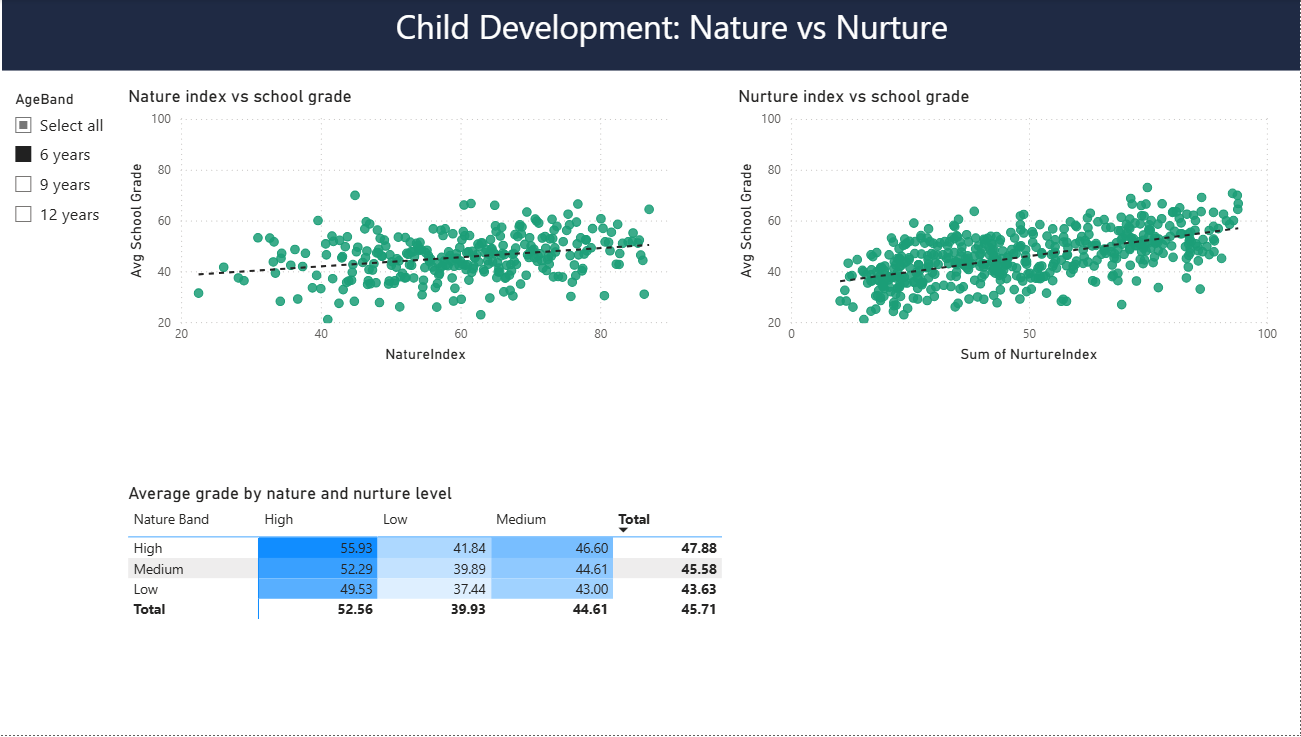 Child Development: Nature vs Nurture
AgeBand
Select all
6 years
9 years
12 years
Nature index vs school grade
Avg School Grade
100
80
60
40
20
20 40 60 80
NatureIndex
Nurture index vs school grade
Avg School Grade
100
80
60
40
20
0 50 100
Sum of NurtureIndex
Average grade by nature and nurture level
Nature Band High Low Medium Total
High 55.93 41.84 46.60 47.88
Medium 52.29 39.89 44.61 45.58
Low 49.53 37.44 43.00 43.63
Total 52.56 39.93 44.61 45.71